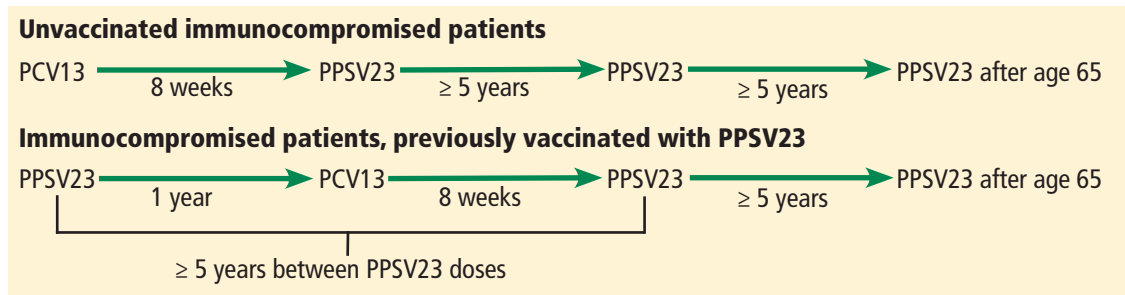 Unvaccinated immunocompromised patients
PCV13 PPSV23 PPSV23 PPSV23 after age 65
8 weeks ≥ 5 years ≥ 5 years
Immunocompromised patients, previously vaccinated with PPSV23
PPSV23 PCV13 PPSV23 PPSV23 after age 65
1 year 8 weeks ≥ 5 years
≥ 5 years between PPSV23 doses